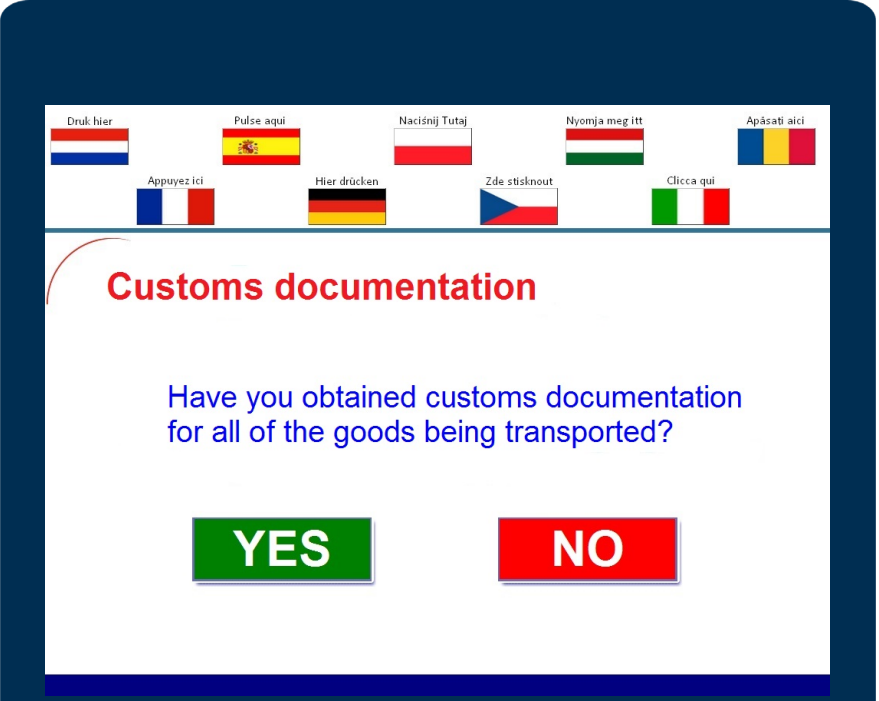 Druk hier
Pulse aqui
Naciśnij Tutaj
Nyomja meg itt
Apăsați aici
Appuyez ici
Hier drücken
Zde stisknout
Clicca qui
Customs documentation
Have you obtained customs documentation
for all of the goods being transported?
YES
NO